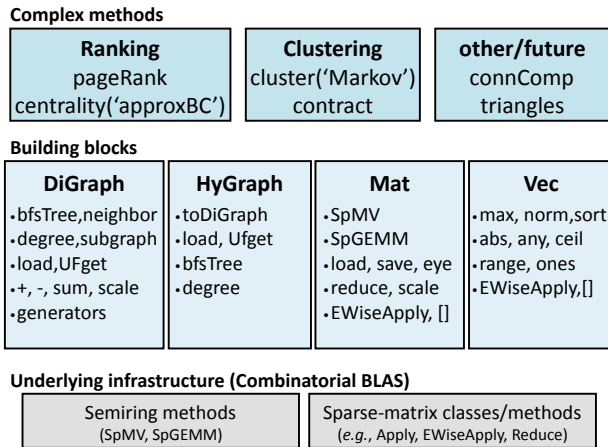 Complex methods
Ranking
pageRank
centrality(‘approxBC’)
Clustering
cluster(‘Markov’)
contract
other/future
connComp
triangles
Building blocks
DiGraph
•bfsTree,neighbor
•degree,subgraph
•load,UFget
•+, -, sum, scale
•generators
HyGraph
•toDiGraph
•load, Ufget
•bfsTree
•degree
Mat
•SpMV
•SpGEMM
•load, save, eye
•reduce, scale
•EWiseApply, []
Vec
•max, norm,sort
•abs, any, ceil
•range, ones
•EWiseApply,[]
Underlying infrastructure (Combinatorial BLAS)
Semiring methods
(SpMV, SpGEMM)
Sparse-matrix classes/methods
(e.g., Apply, EWiseApply, Reduce)